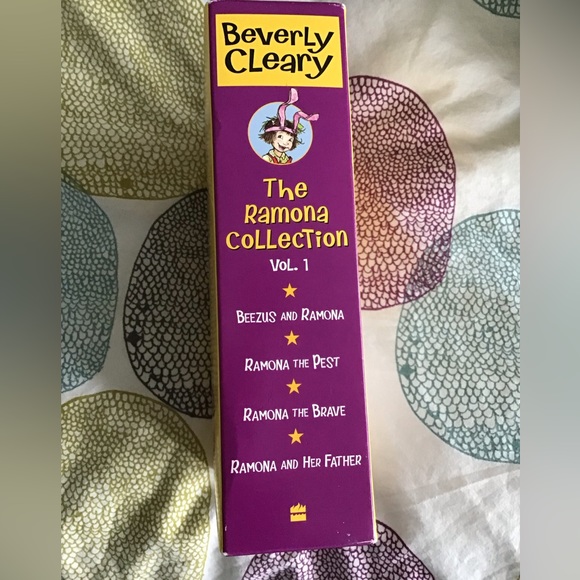 Beverly
Cleary
The
Ramona
Collection
Vol. 1
Beezus and Ramona
Ramona the Pest
Ramona the Brave
Ramona and Her Father